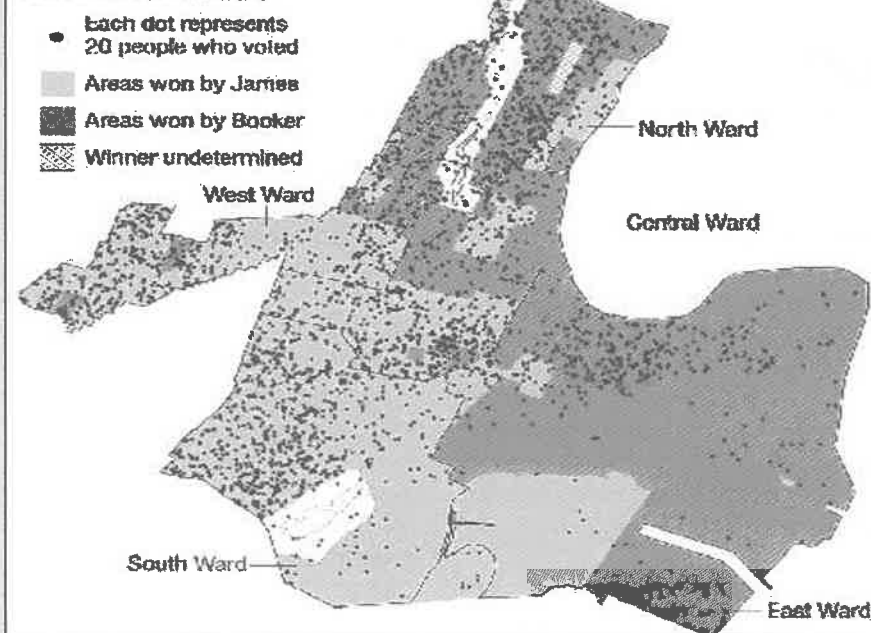 Each dot represents
20 people who voted
Areas won by James
Areas won by Booker
Winner undetermined
West Ward
North Ward
Central Ward
South Ward
East Ward